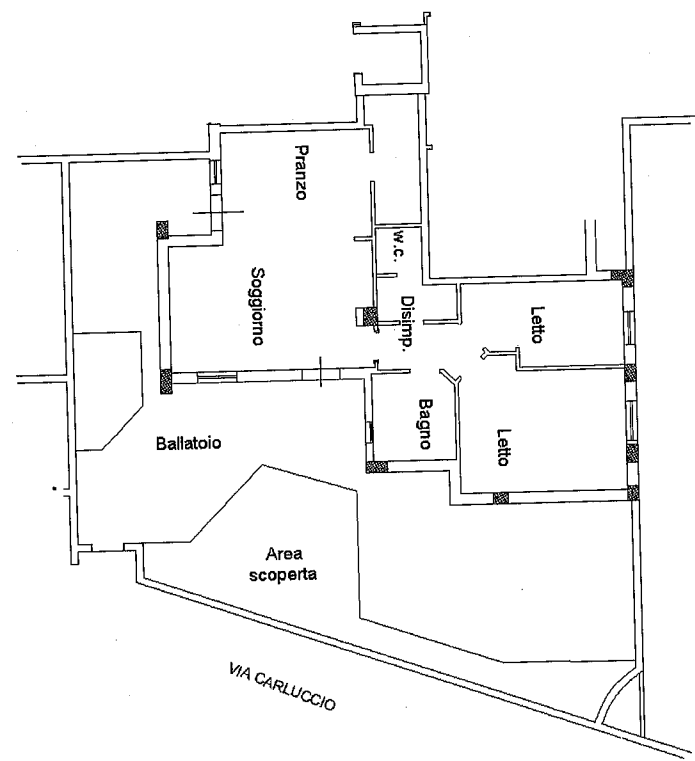 Pranzo
w.c.
Soggiorno
Disimp.
Letto
Bagno
Letto
Ballatoio
Area
scoperta
VIA CARLUCCIO